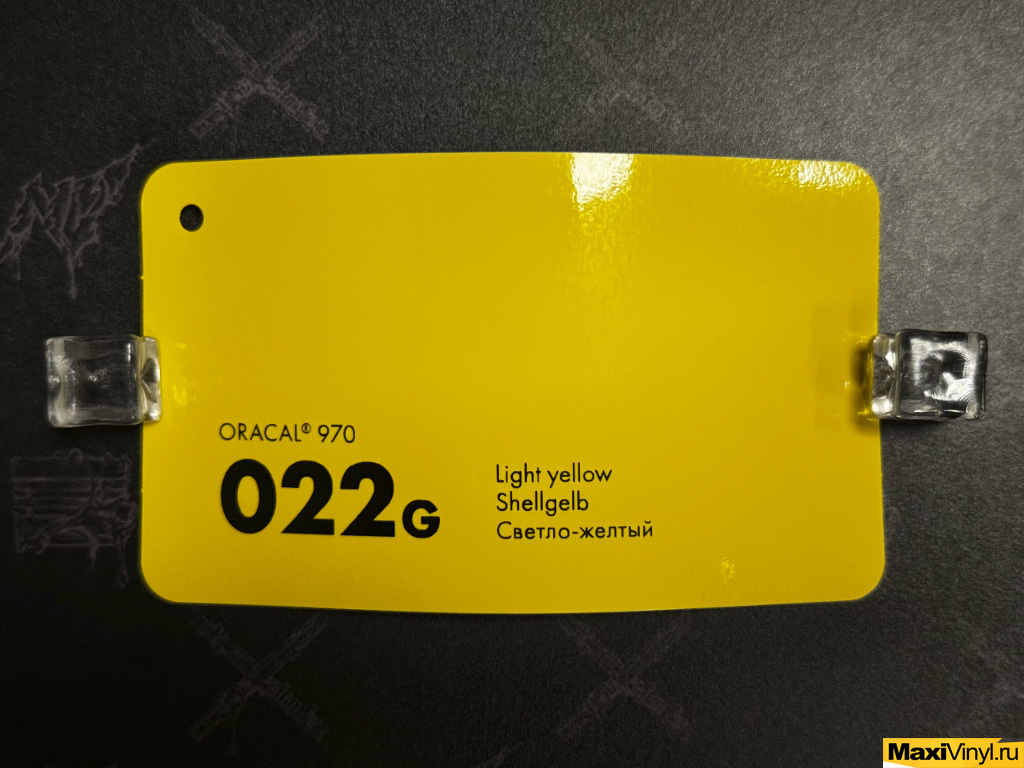 ORACAL® 970
022G
Light yellow
Shellgelb
Светло-желтый
MaxiVinyl.ru